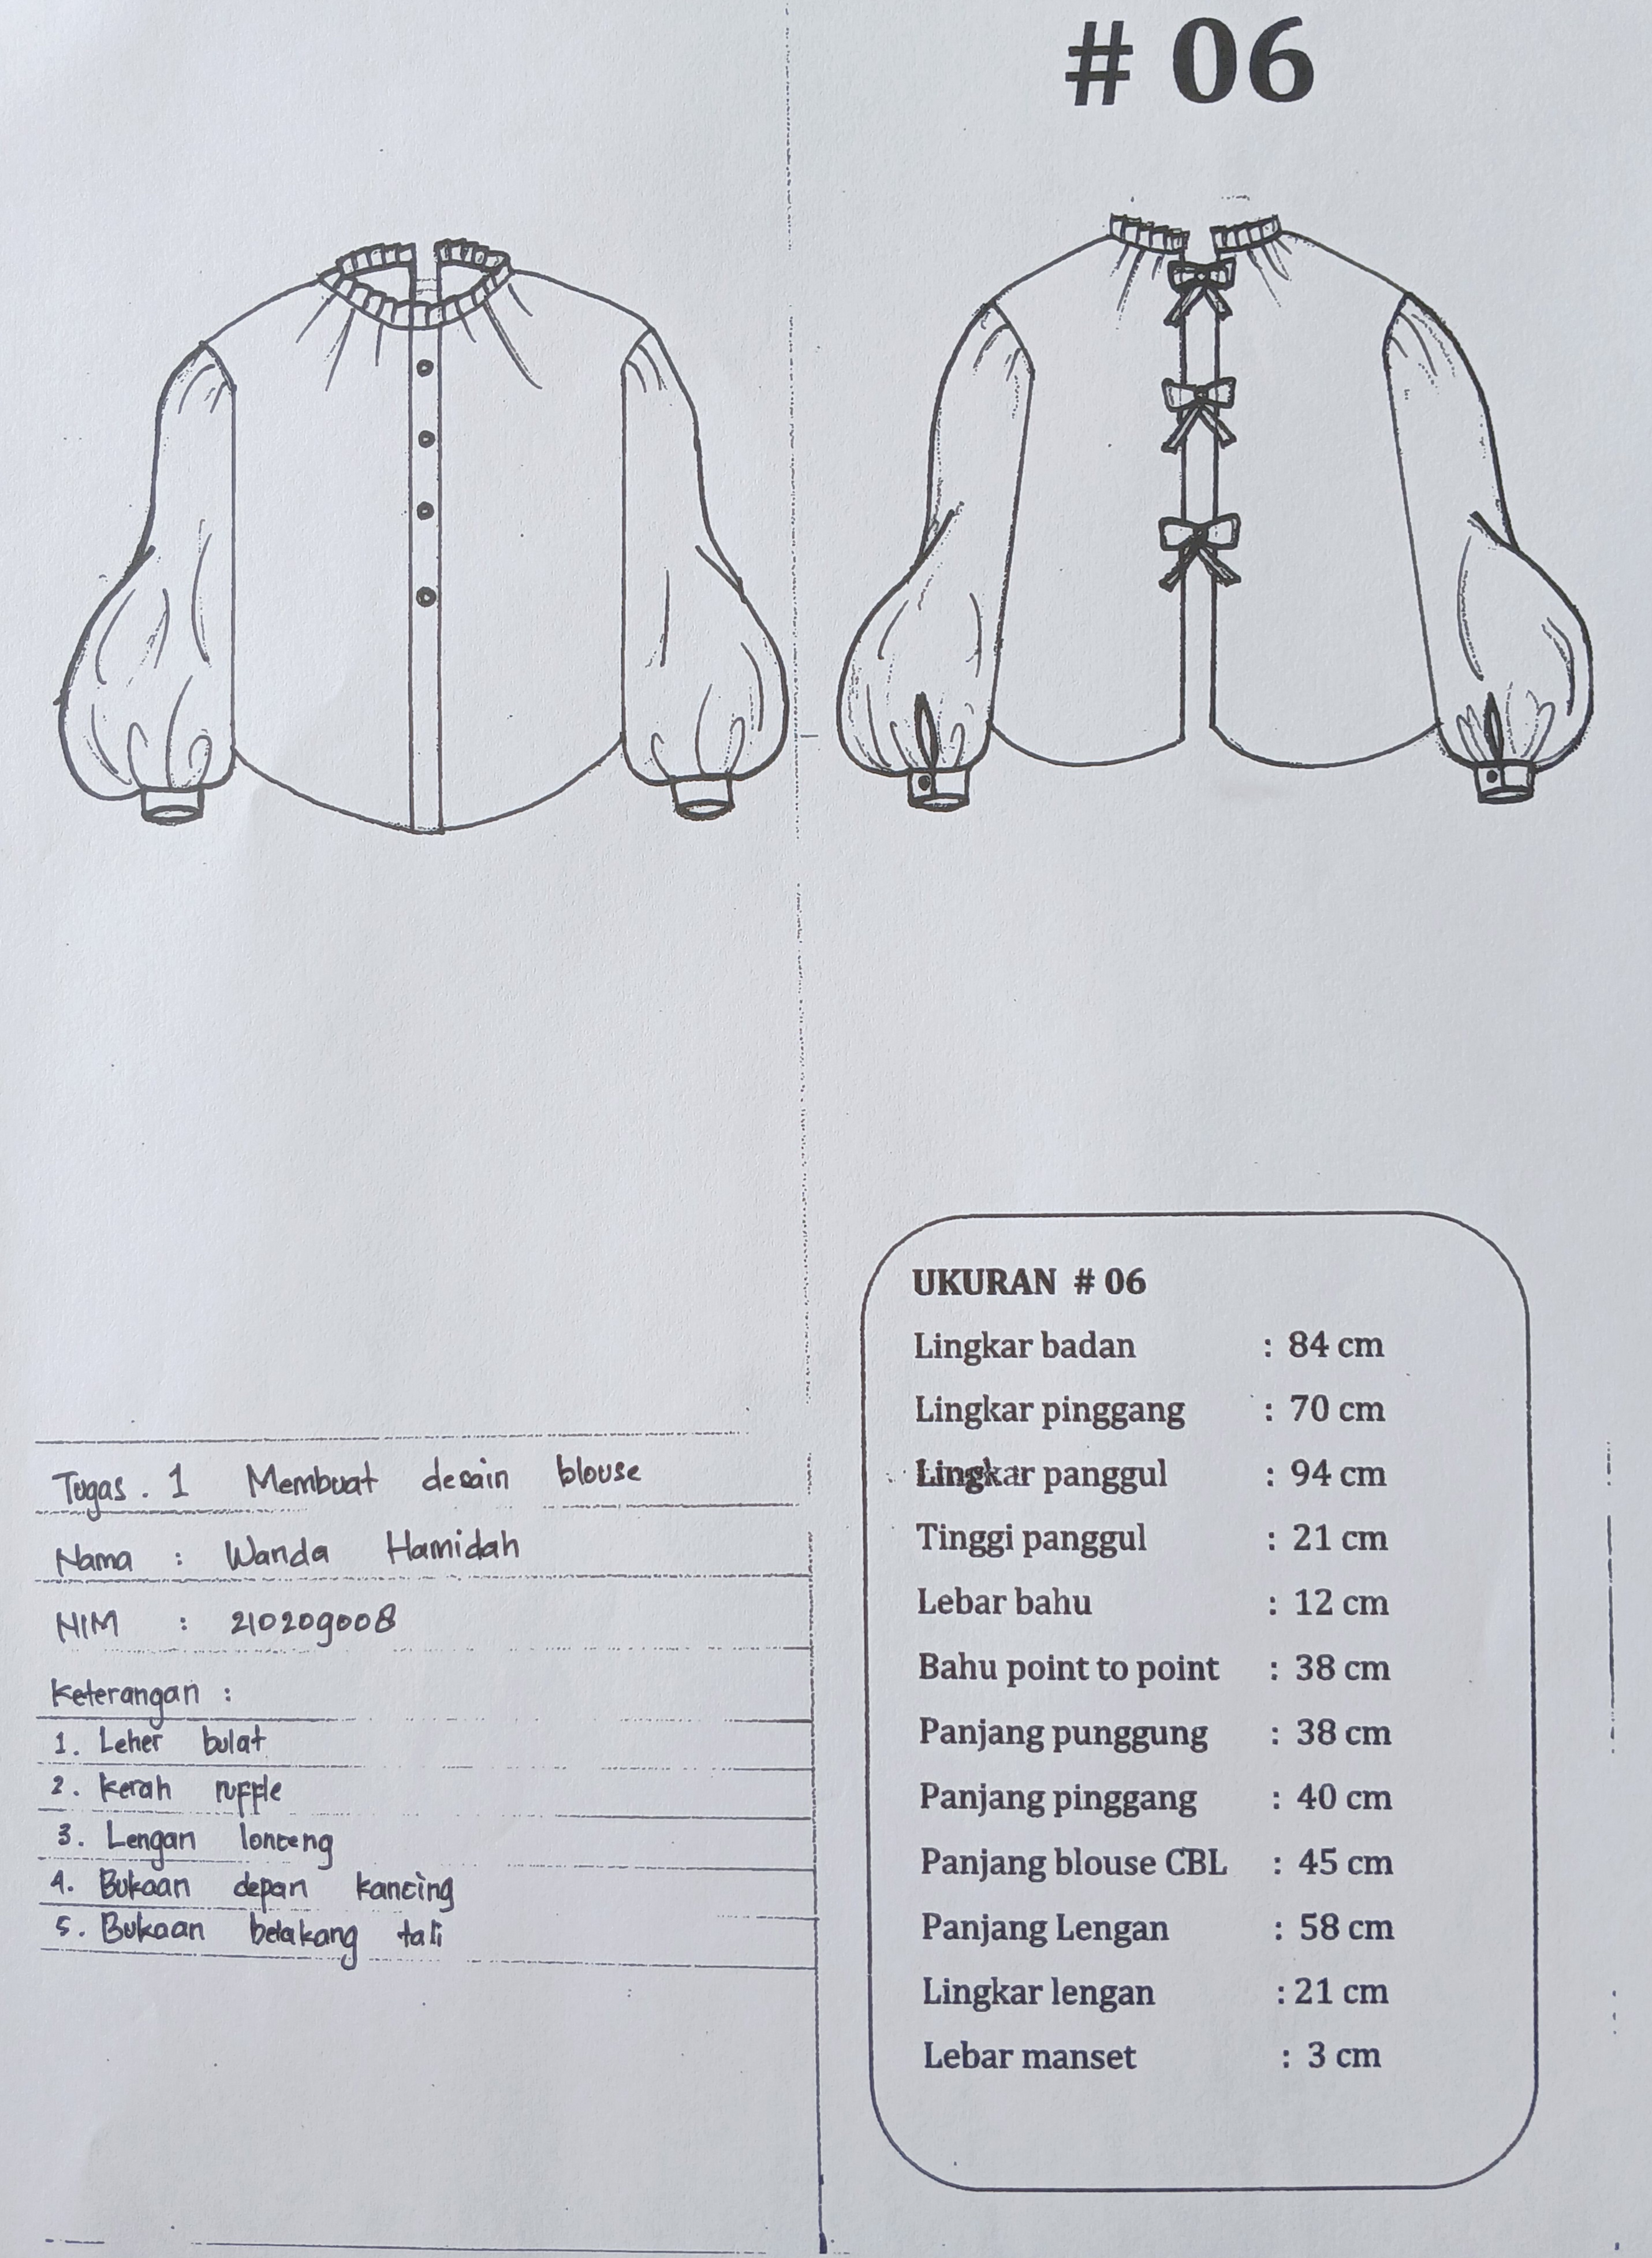 # 06
Tugas . 1 Membuat desain blouse
Nama : Wanda Hamidah
NIM : 210209008
Keterangan :
1. Leher bulat
2. Kerah ruffle
3. Lengan lonceng
4. Bukaan depan kancing
5. Bukaan belakang tali
UKURAN # 06
Lingkar badan : 84 cm
Lingkar pinggang : 70 cm
Lingkar panggul : 94 cm
Tinggi panggul : 21 cm
Lebar bahu : 12 cm
Bahu point to point : 38 cm
Panjang punggung : 38 cm
Panjang pinggang : 40 cm
Panjang blouse CBL : 45 cm
Panjang Lengan : 58 cm
Lingkar lengan : 21 cm
Lebar manset : 3 cm